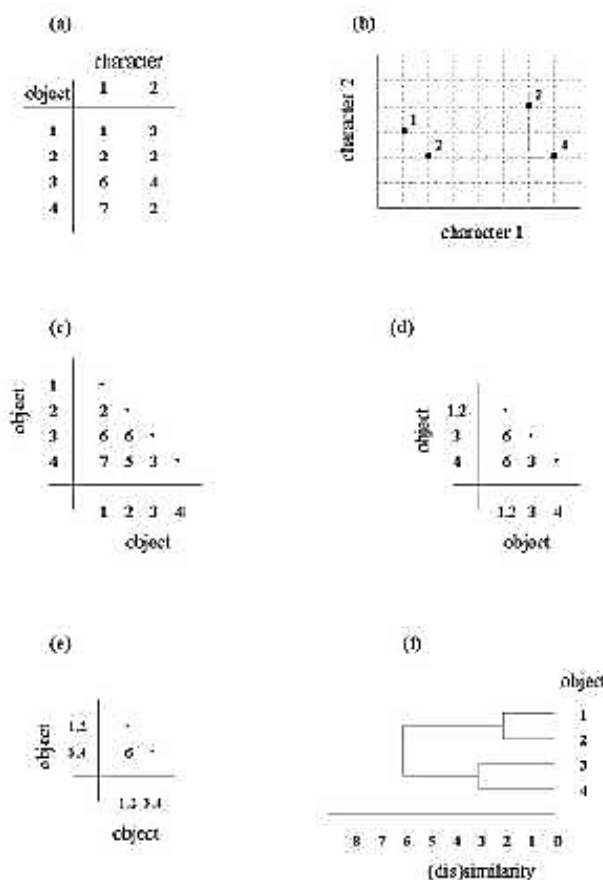 (a)
character
object 1 2
1 1 3
2 2 2
3 6 4
4 7 2
(b)
character 2
1
2
3
4
character 1
(c)
object
1 -
2 2 -
3 6 6 -
4 7 5 3 -
1 2 3 4
object
(d)
object
1.2 -
3 6 -
4 6 3 -
1.2 3 4
object
(e)
object
1.2 -
3.4 6 -
1.2 3.4
object
(f)
object
1
2
3
4
8 7 6 5 4 3 2 1 0
(dis)similarity